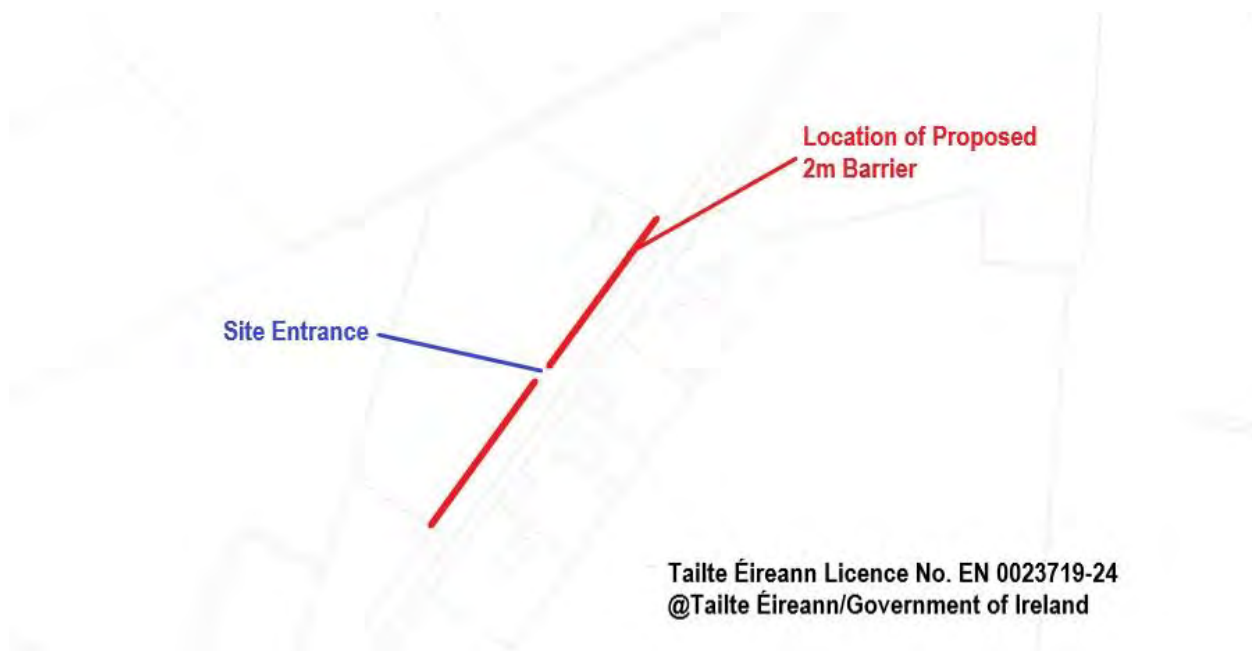 Location of Proposed
2m Barrier
Site Entrance
Tailte Éireann Licence No. EN 0023719-24
@Tailte Éireann/Government of Ireland